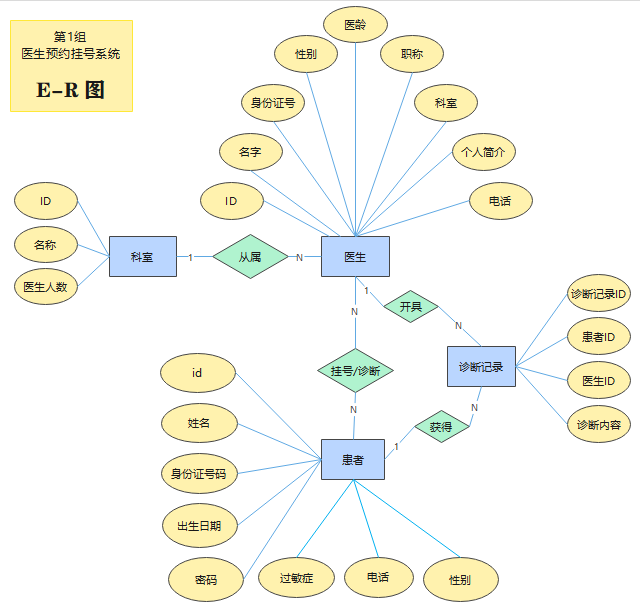 第1组
医生预约挂号系统
E-R 图
医龄
性别
职称
身份证号
科室
名字
个人简介
ID
电话
ID
名称
医生人数
科室
1
从属
N
医生
1
N
开具
N
诊断记录
诊断记录ID
患者ID
医生ID
诊断内容
挂号/诊断
N
N
获得
1
患者
id
姓名
身份证号码
出生日期
密码
过敏症
电话
性别